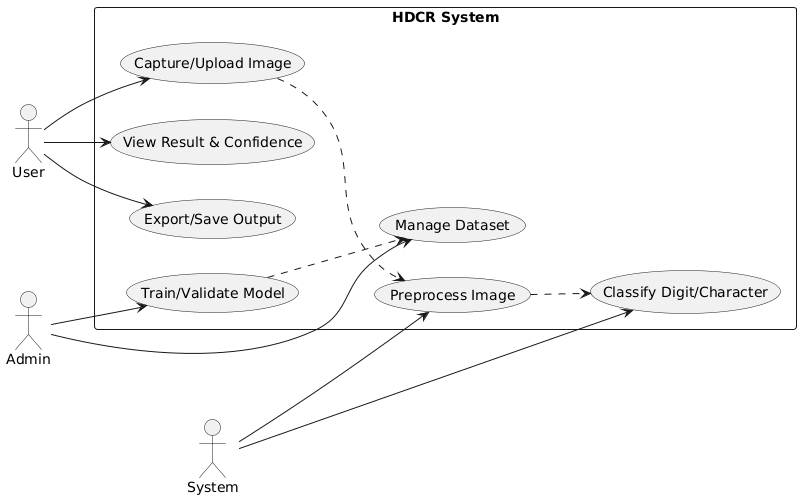 HDCR System
Capture/Upload Image
View Result & Confidence
User
Export/Save Output
Manage Dataset
Train/Validate Model
Preprocess Image
Classify Digit/Character
Admin
System